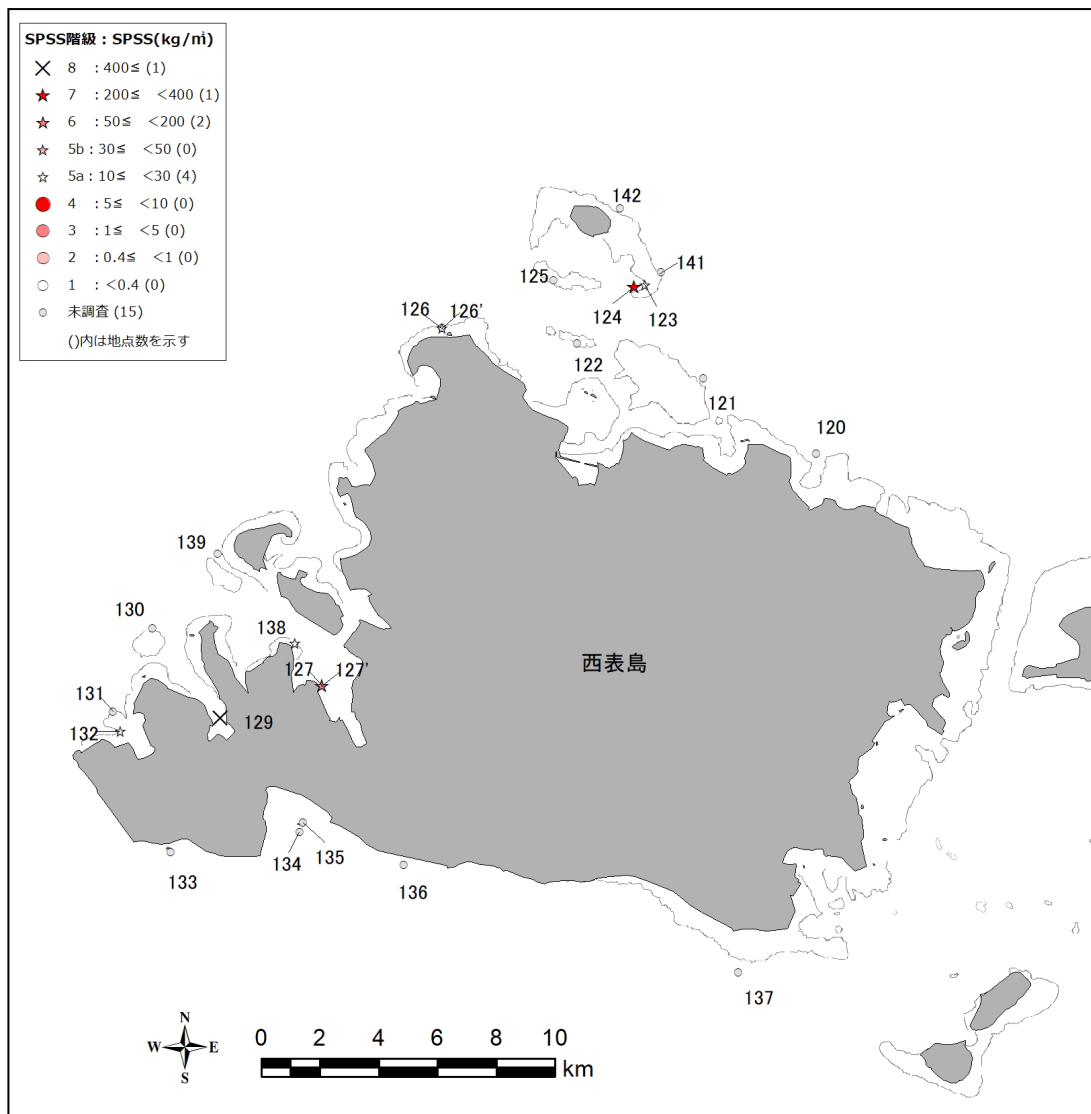 SPSS階級：SPSS(kg/㎥)
8 ：400≤ (1)
7 ：200≤ ＜400 (1)
6 ：50≤ ＜200 (2)
5b：30≤ ＜50 (0)
5a：10≤ ＜30 (4)
4 ：5≤ ＜10 (0)
3 ：1≤ ＜5 (0)
2 ：0.4≤ ＜1 (0)
1 ：＜0.4 (0)
未調査 (15)
()内は地点数を示す
142
141
125
124
123
126
126'
122
121
120
139
130
138
西表島
127
127'
131
132
129
134
135
133
136
137
N
W
E
S
0 2 4 6 8 10
km